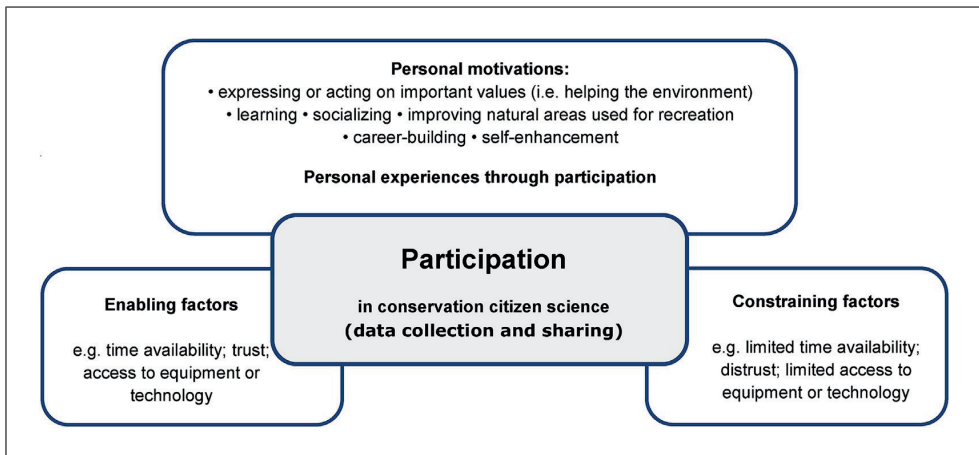 Personal motivations:
• expressing or acting on important values (i.e. helping the environment)
• learning • socializing • improving natural areas used for recreation
• career-building • self-enhancement
Personal experiences through participation
Participation
in conservation citizen science
(data collection and sharing)
Enabling factors
e.g. time availability; trust;
access to equipment or
technology
Constraining factors
e.g. limited time availability;
distrust; limited access to
equipment or technology